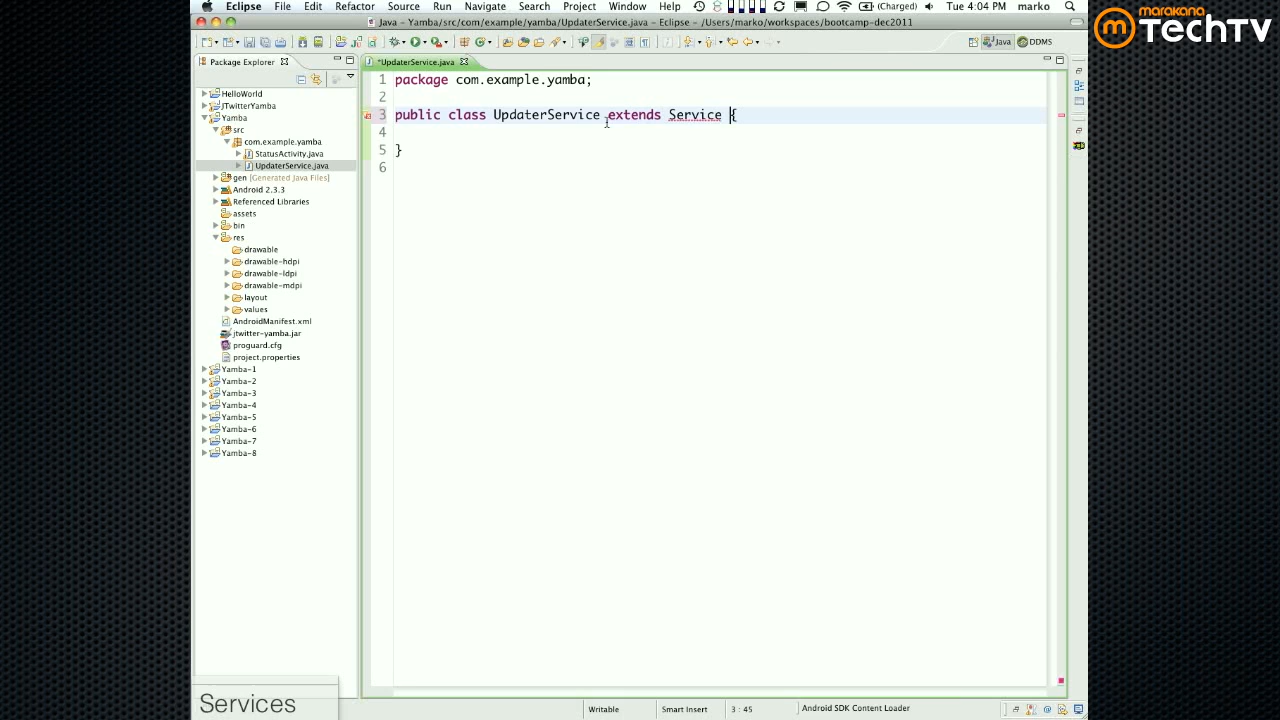 Eclipse File Edit Refactor Source Run Navigate Search Project Window Help (Charged) Tue 4:04 PM marko
marakana
TechTV
Java – Yamba/src/com/example/yamba/UpdaterService.java – Eclipse – /Users/marko/workspaces/bootcamp-dec2011
Java DDMS
Package Explorer
*UpdaterService.java
HelloWorld
JTwitterYamba
Yamba
src
com.example.yamba
StatusActivity.java
UpdaterService.java
gen [Generated Java Files]
Android 2.3.3
Referenced Libraries
assets
bin
res
drawable
drawable-hdpi
drawable-ldpi
drawable-mdpi
layout
values
AndroidManifest.xml
jtwitter-yamba.jar
proguard.cfg
project.properties
Yamba-1
Yamba-2
Yamba-3
Yamba-4
Yamba-5
Yamba-6
Yamba-7
Yamba-8
1 package com.example.yamba;
2
3 public class UpdaterService extends Service {
4
5 }
6
Services
Writable Smart Insert 3 : 45 Android SDK Content Loader